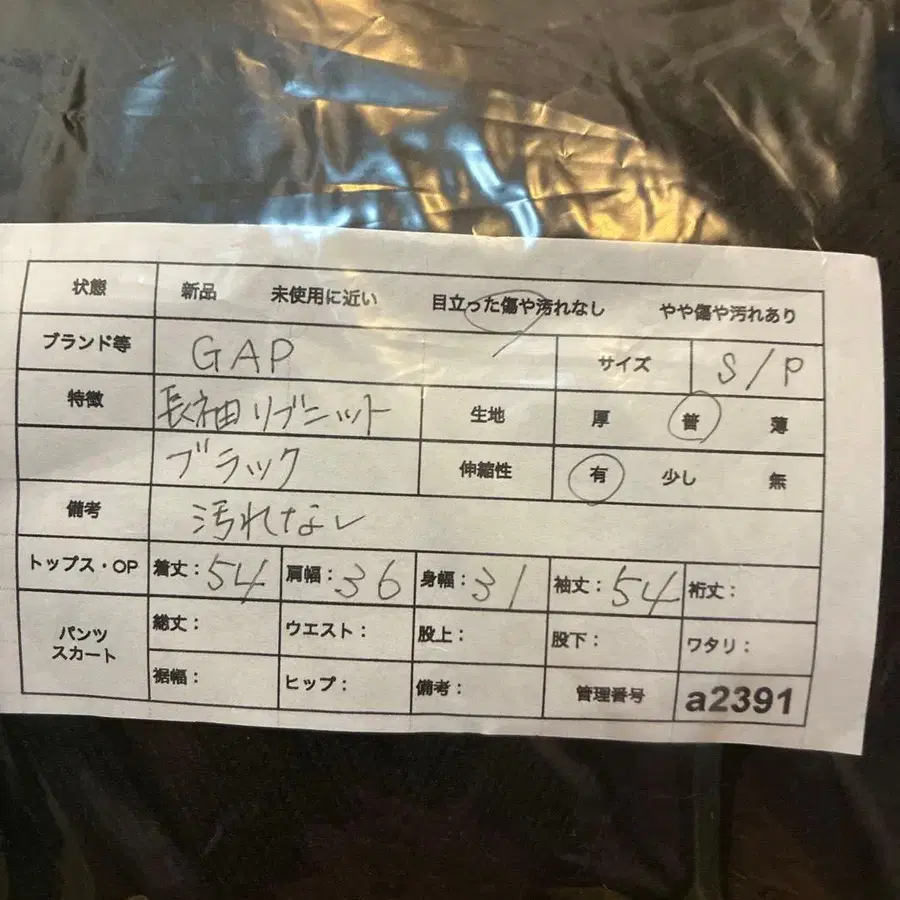 状態 新品 未使用に近い 目立った傷や汚れなし やや傷や汚れあり
ブランド等 GAP サイズ S/P
特徴 長袖リブニット 生地 厚 普 薄
ブラック 伸縮性 有 少し 無
備考 汚れなし
トップス・OP 着丈：54 肩幅：36 身幅：31 袖丈：54 裄丈：
パンツ
スカート
総丈： ウエスト： 股上： 股下： ワタリ：
裾幅： ヒップ： 備考： 管理番号 a2391